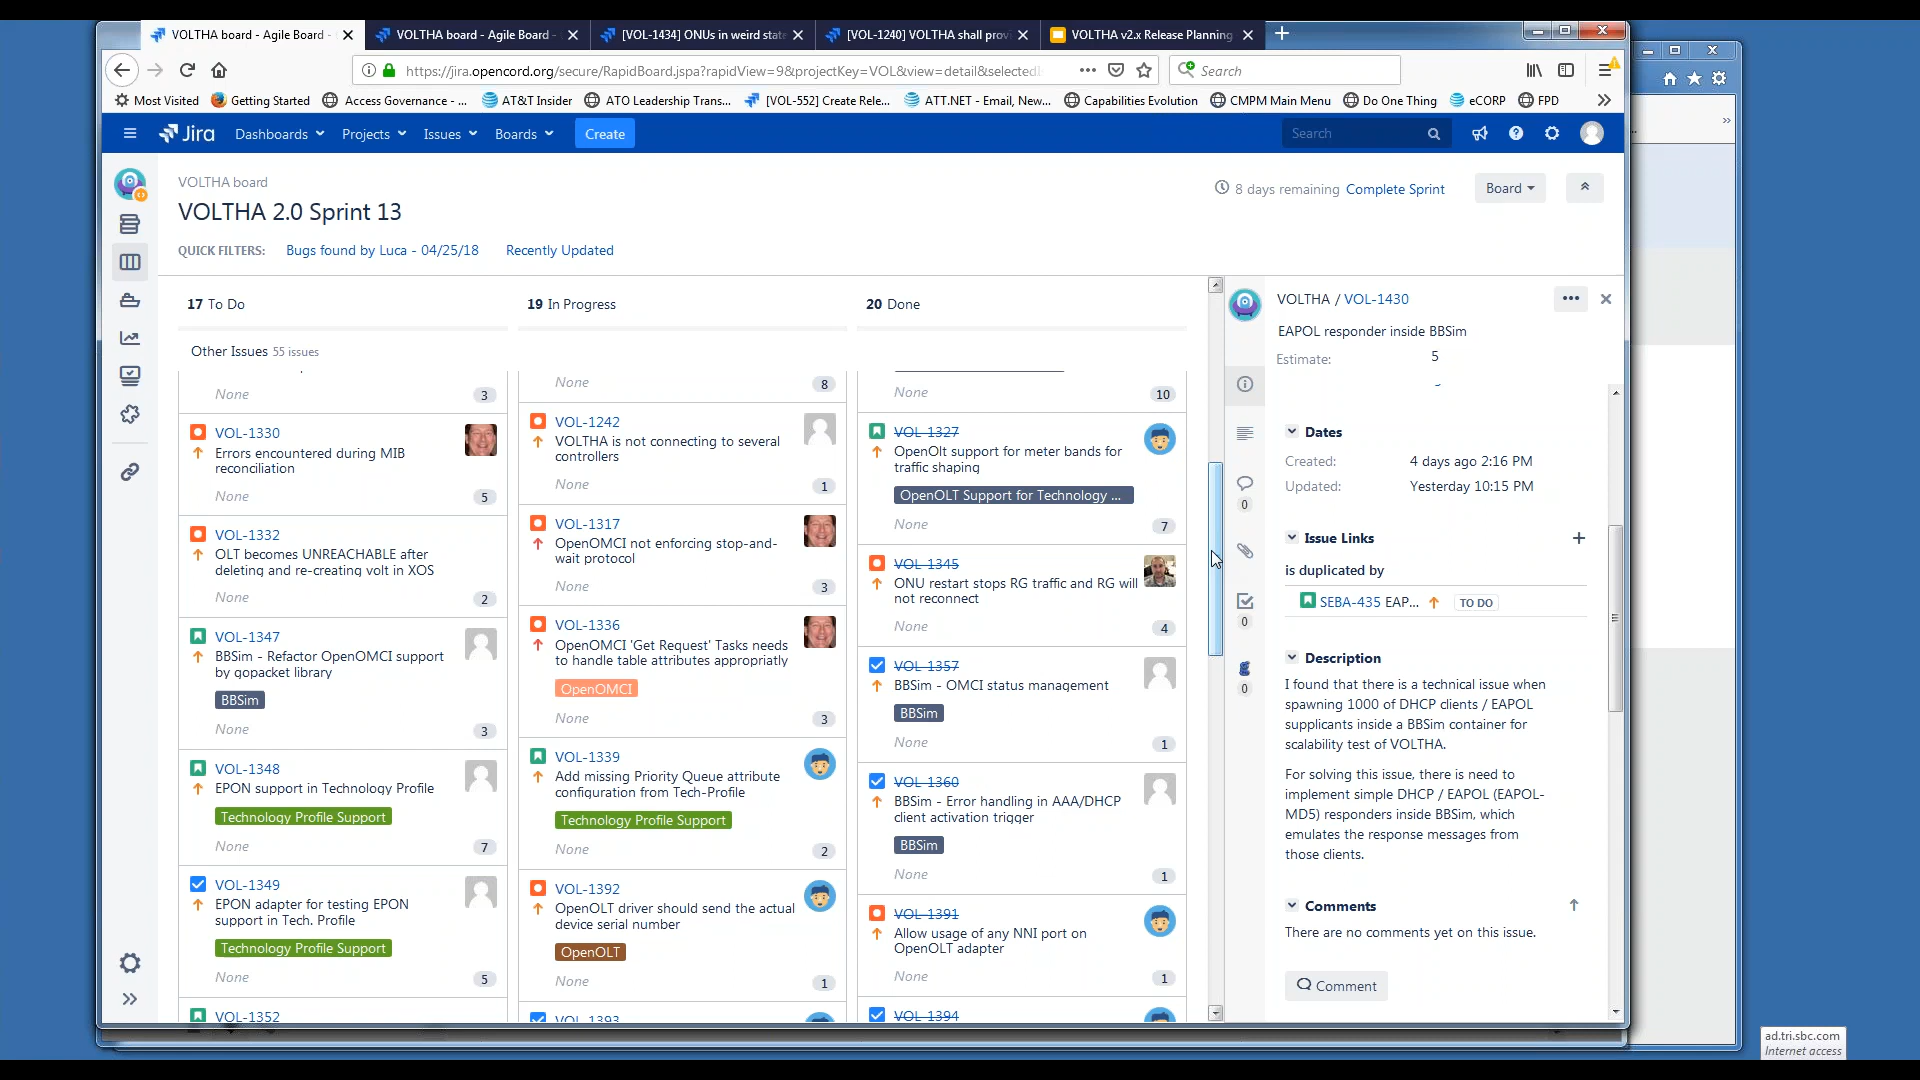 VOLTHA board - Agile Board -
VOLTHA board - Agile Board -
[VOL-1434] ONUs in weird state
[VOL-1240] VOLTHA shall provi
VOLTHA v2.x Release Planning
https://jira.opencord.org/secure/RapidBoard.jspa?rapidView=9&projectKey=VOL&view=detail&selectedI
Search
Most Visited
Getting Started
Access Governance - ...
AT&T Insider
ATO Leadership Trans...
[VOL-552] Create Rele...
ATT.NET - Email, New...
Capabilities Evolution
CMPM Main Menu
Do One Thing
eCORP
FPD
Jira
Dashboards
Projects
Issues
Boards
Create
Search
VOLTHA board
VOLTHA 2.0 Sprint 13
8 days remaining
Complete Sprint
Board
QUICK FILTERS:
Bugs found by Luca - 04/25/18
Recently Updated
17 To Do
19 In Progress
20 Done
Other Issues 55 issues
None
3
VOL-1330
Errors encountered during MIB
reconciliation
None
5
VOL-1332
OLT becomes UNREACHABLE after
deleting and re-creating volt in XOS
None
2
VOL-1347
BBSim - Refactor OpenOMCI support
by gopacket library
BBSim
None
3
VOL-1348
EPON support in Technology Profile
Technology Profile Support
None
7
VOL-1349
EPON adapter for testing EPON
support in Tech. Profile
Technology Profile Support
None
5
VOL-1352
None
8
VOL-1242
VOLTHA is not connecting to several
controllers
None
1
VOL-1317
OpenOMCI not enforcing stop-and-
wait protocol
None
3
VOL-1336
OpenOMCI 'Get Request' Tasks needs
to handle table attributes appropriatly
OpenOMCI
None
3
VOL-1339
Add missing Priority Queue attribute
configuration from Tech-Profile
Technology Profile Support
None
2
VOL-1392
OpenOLT driver should send the actual
device serial number
OpenOLT
None
1
VOL-1393
None
10
VOL-1327
OpenOlt support for meter bands for
traffic shaping
OpenOLT Support for Technology ...
None
7
VOL-1345
ONU restart stops RG traffic and RG will
not reconnect
None
4
VOL-1357
BBSim - OMCI status management
BBSim
None
1
VOL-1360
BBSim - Error handling in AAA/DHCP
client activation trigger
BBSim
None
1
VOL-1391
Allow usage of any NNI port on
OpenOLT adapter
None
1
VOL-1394
0
0
0
VOLTHA / VOL-1430
EAPOL responder inside BBSim
Estimate: 5
Dates
Created: 4 days ago 2:16 PM
Updated: Yesterday 10:15 PM
Issue Links
is duplicated by
SEBA-435 EAP... TO DO
Description
I found that there is a technical issue when
spawning 1000 of DHCP clients / EAPOL
supplicants inside a BBSim container for
scalability test of VOLTHA.
For solving this issue, there is need to
implement simple DHCP / EAPOL (EAPOL-
MD5) responders inside BBSim, which
emulates the response messages from
those clients.
Comments
There are no comments yet on this issue.
Comment
ad.tri.sbc.com
Internet access